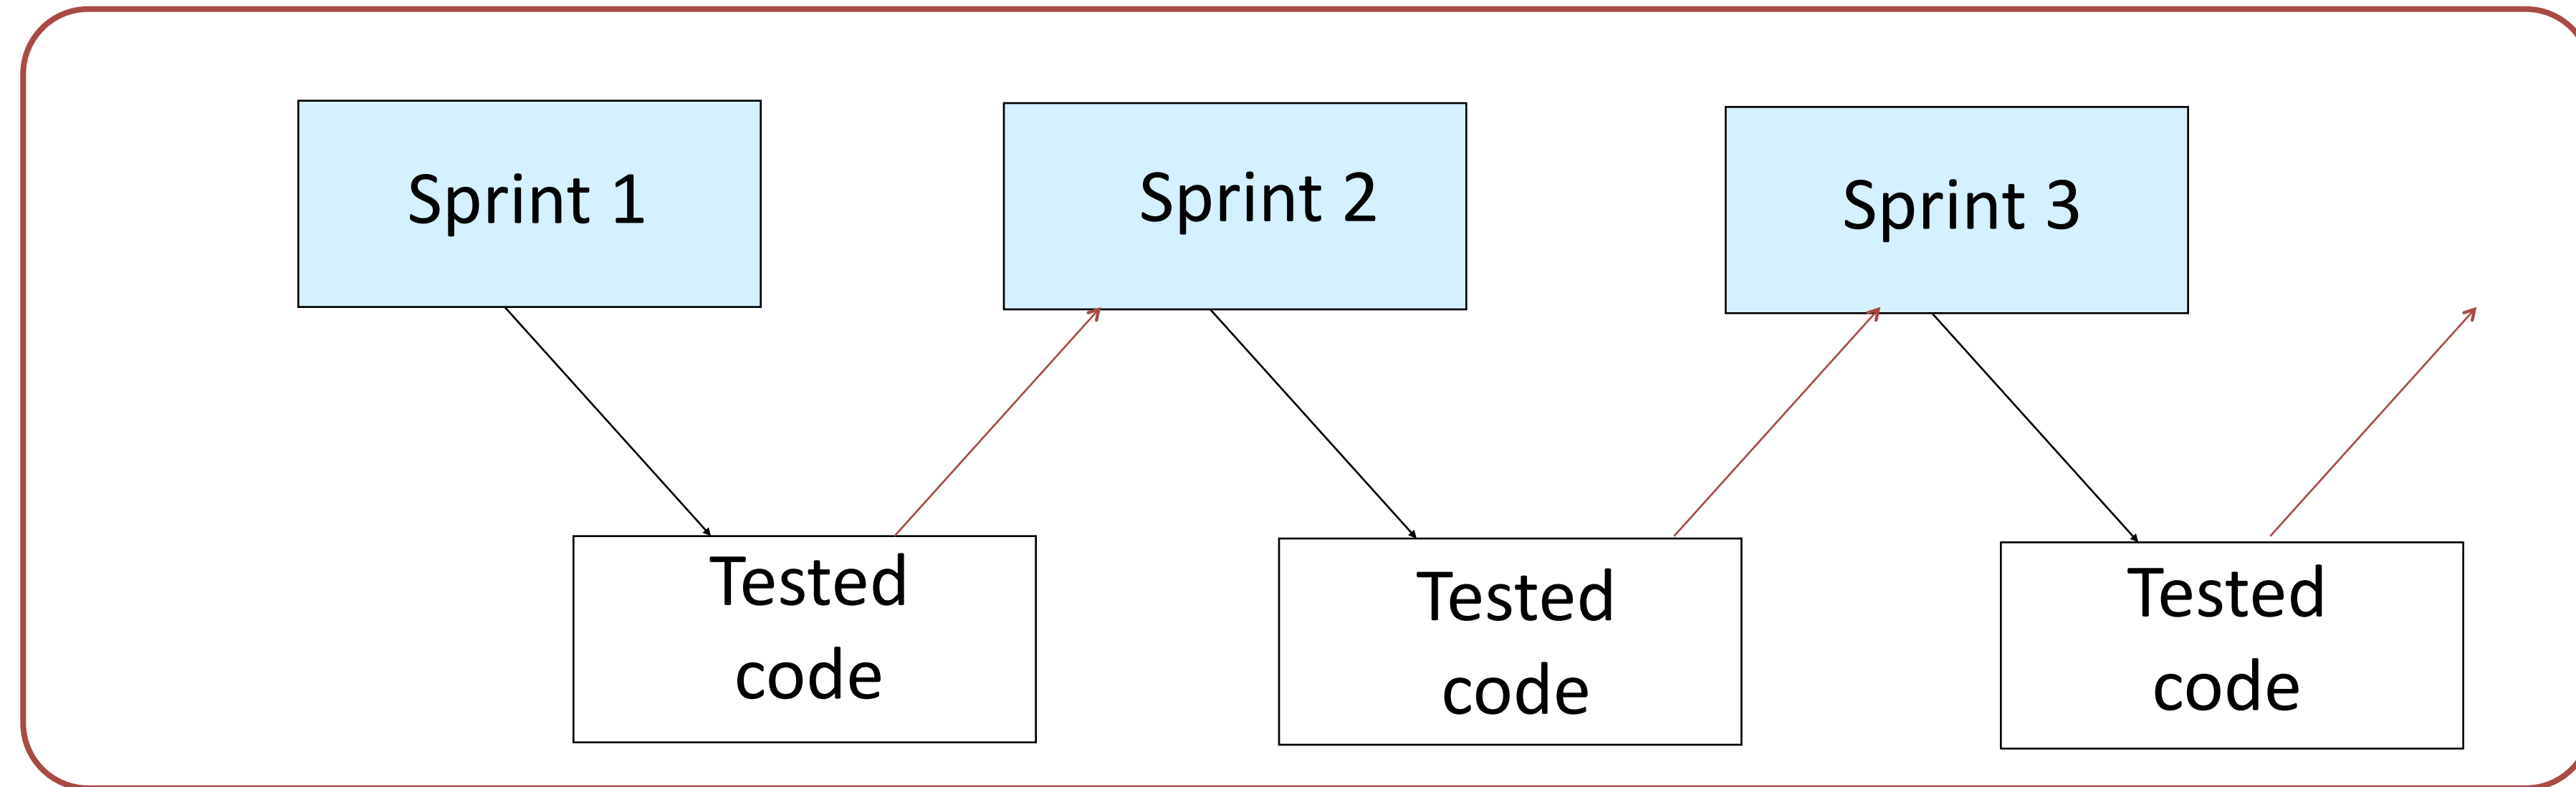 Sprint 1
Sprint 2
Sprint 3
Tested
code
Tested
code
Tested
code